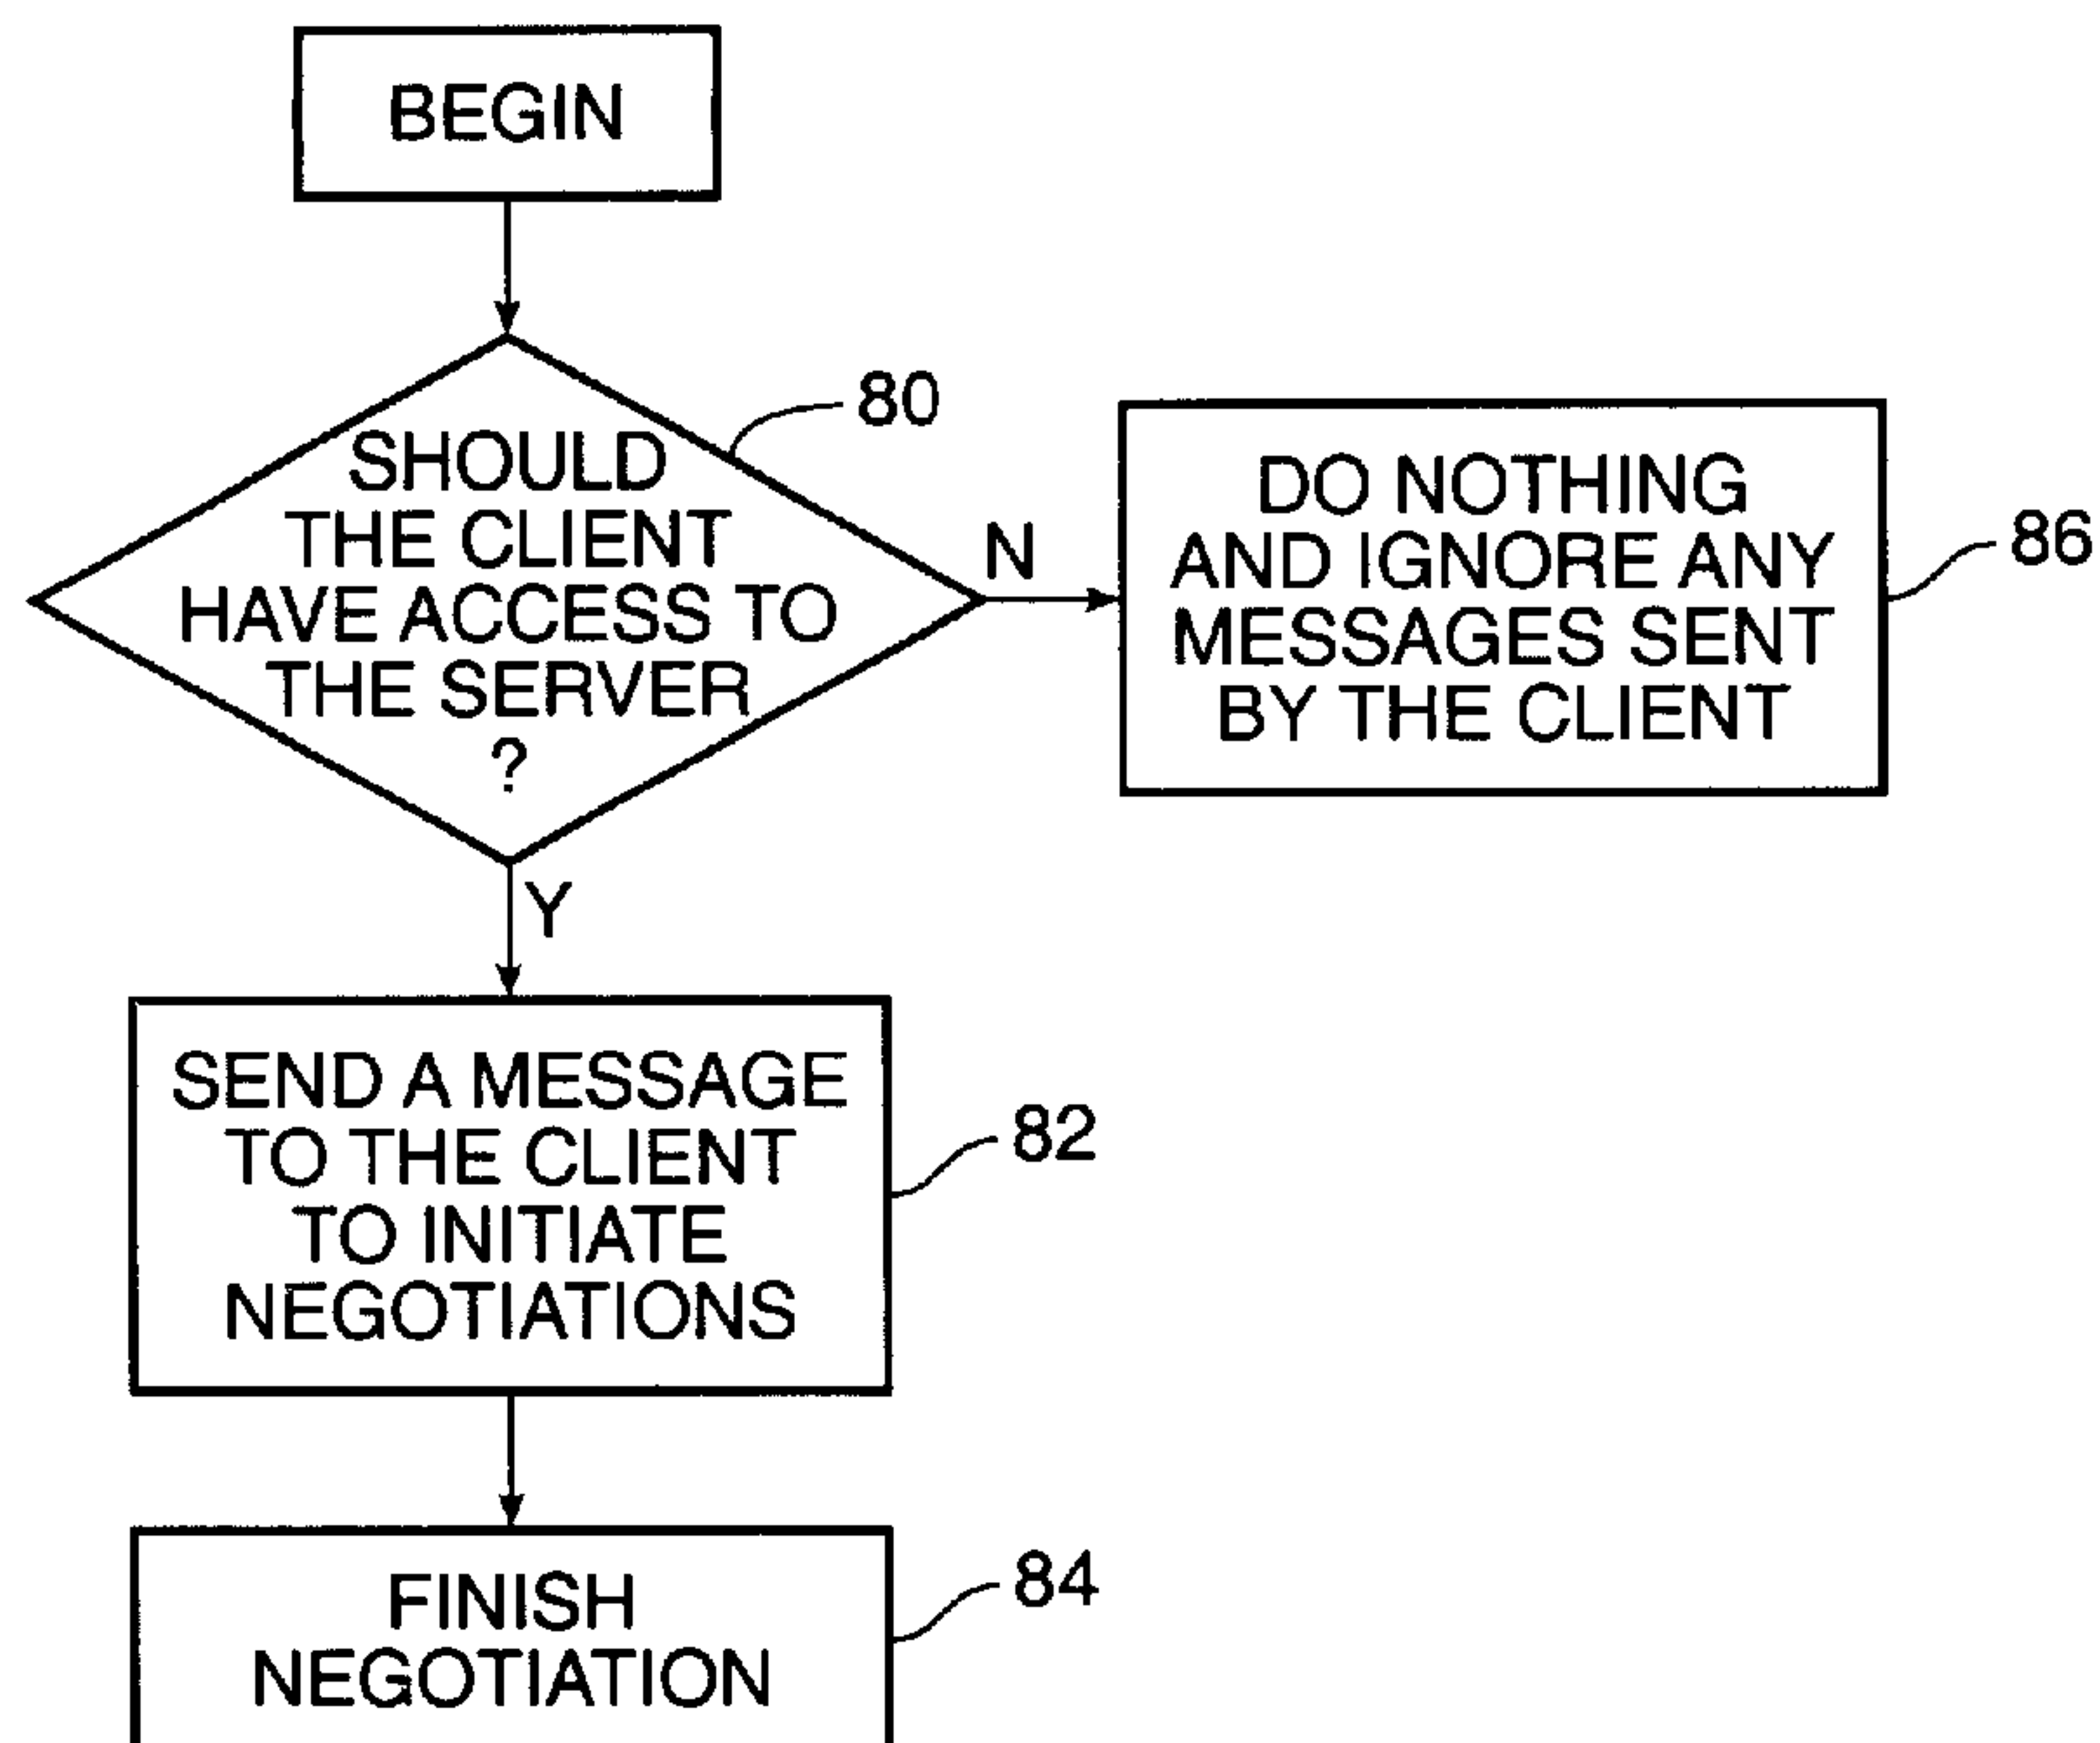 BEGIN
80
SHOULD
THE CLIENT
HAVE ACCESS TO
THE SERVER
?
N
DO NOTHING
AND IGNORE ANY
MESSAGES SENT
BY THE CLIENT
86
Y
SEND A MESSAGE
TO THE CLIENT
TO INITIATE
NEGOTIATIONS
82
FINISH
NEGOTIATION
84